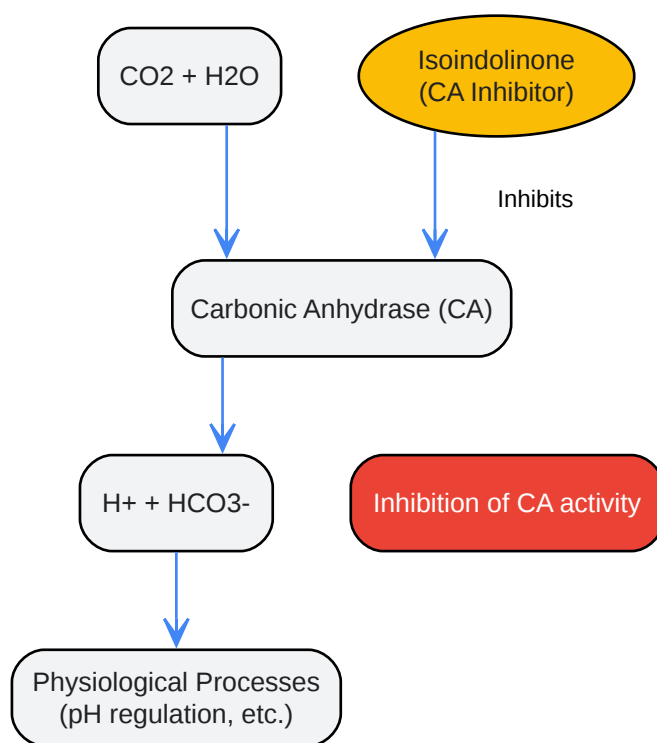 CO2 + H2O
Isoindolinone
(CA Inhibitor)
Inhibits
Carbonic Anhydrase (CA)
H+ + HCO3-
Inhibition of CA activity
Physiological Processes
(pH regulation, etc.)